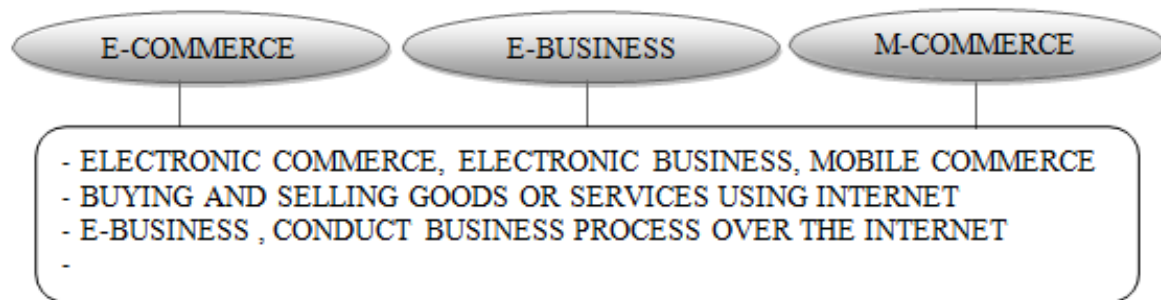 E-COMMERCE
E-BUSINESS
M-COMMERCE
- ELECTRONIC COMMERCE, ELECTRONIC BUSINESS, MOBILE COMMERCE
- BUYING AND SELLING GOODS OR SERVICES USING INTERNET
- E-BUSINESS , CONDUCT BUSINESS PROCESS OVER THE INTERNET
-